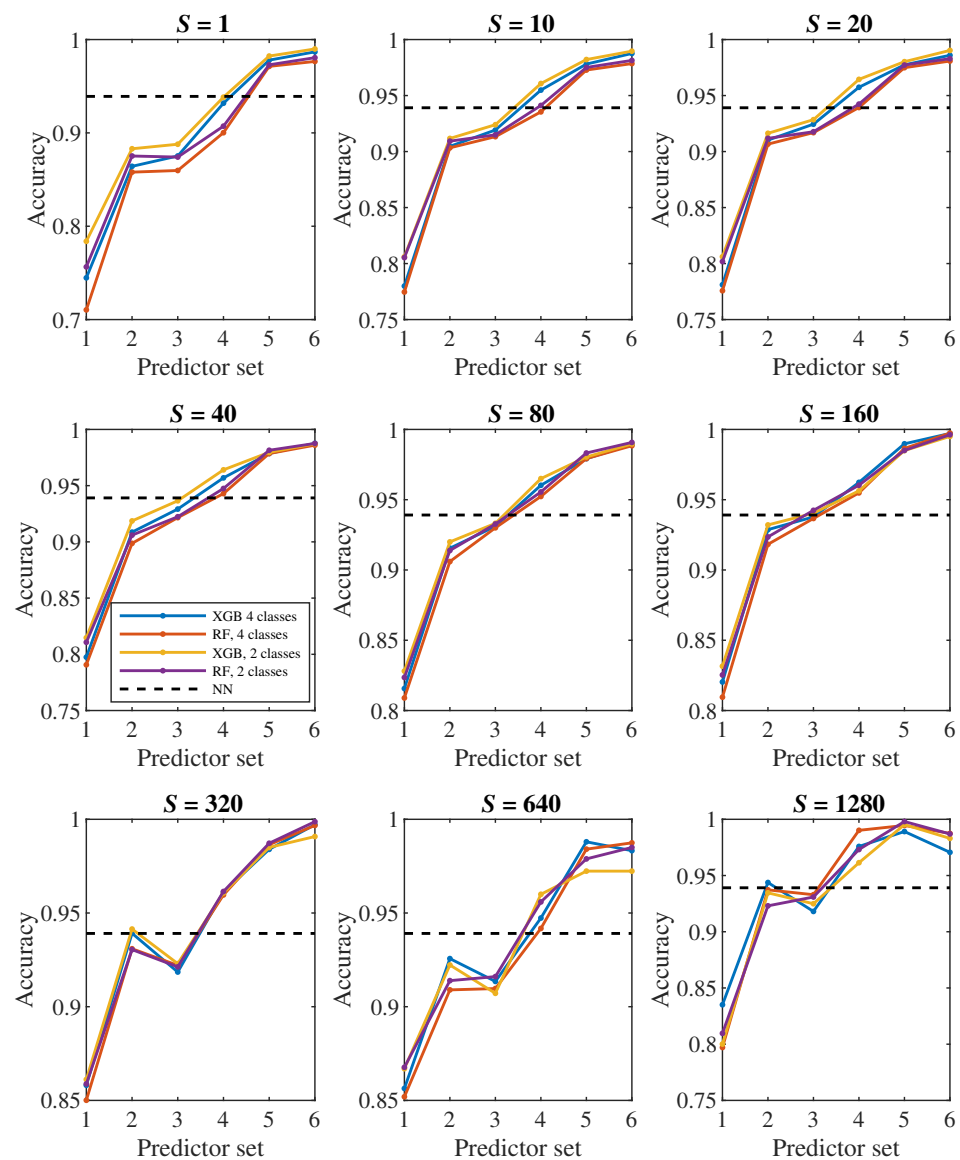 S = 1
1
0.9
0.8
0.7
Accuracy
1 2 3 4 5 6
Predictor set
S = 10
1
0.95
0.9
0.85
0.8
0.75
Accuracy
1 2 3 4 5 6
Predictor set
S = 20
1
0.95
0.9
0.85
0.8
0.75
Accuracy
1 2 3 4 5 6
Predictor set
S = 40
1
0.95
0.9
0.85
0.8
0.75
Accuracy
XGB 4 classes
RF, 4 classes
XGB, 2 classes
RF, 2 classes
NN
1 2 3 4 5 6
Predictor set
S = 80
1
0.95
0.9
0.85
0.8
Accuracy
1 2 3 4 5 6
Predictor set
S = 160
1
0.95
0.9
0.85
0.8
Accuracy
1 2 3 4 5 6
Predictor set
S = 320
1
0.95
0.9
0.85
Accuracy
1 2 3 4 5 6
Predictor set
S = 640
1
0.95
0.9
0.85
Accuracy
1 2 3 4 5 6
Predictor set
S = 1280
1
0.95
0.9
0.85
0.8
0.75
Accuracy
1 2 3 4 5 6
Predictor set